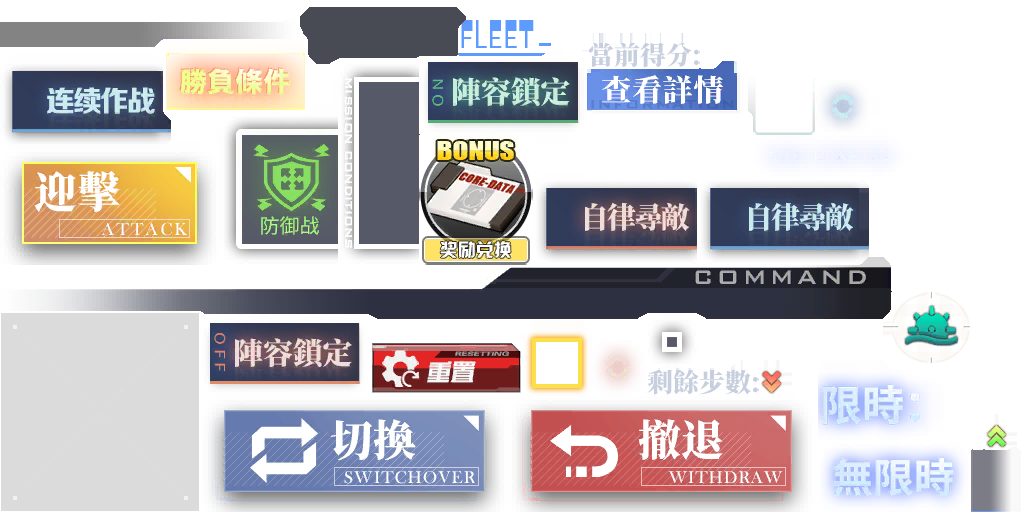 FLEET_
當前得分:
连续作战
勝負條件
MISSION CONDITIONS
NO
陣容鎖定
查看詳情
INFORMATION
BONUS
CORE-DATA
奖励兑换
防御战
迎擊
ATTACK
自律尋敵
自律尋敵
COMMAND
OFF
陣容鎖定
RESETTING
重置
剩餘步數:
限時:
切換
SWITCHOVER
撤退
WITHDRAW
無限時